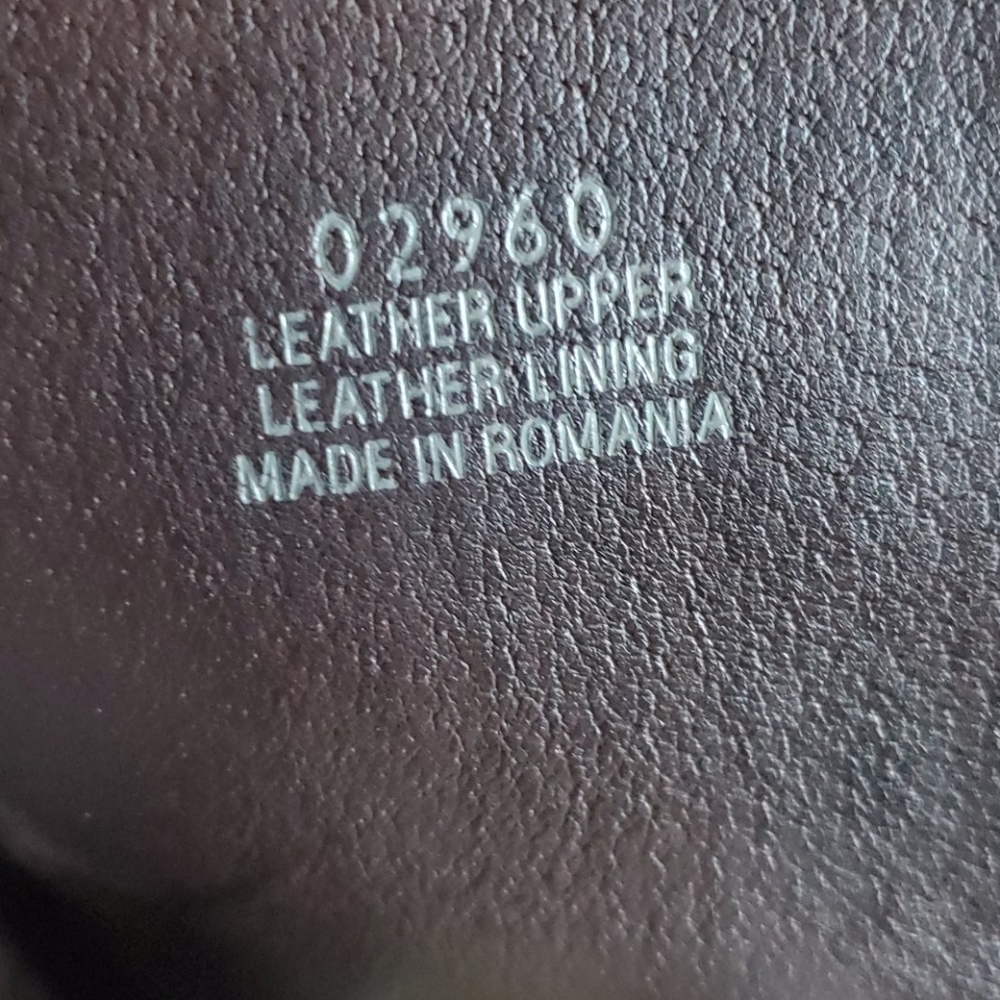 02960
LEATHER UPPER
LEATHER LINING
MADE IN ROMANIA